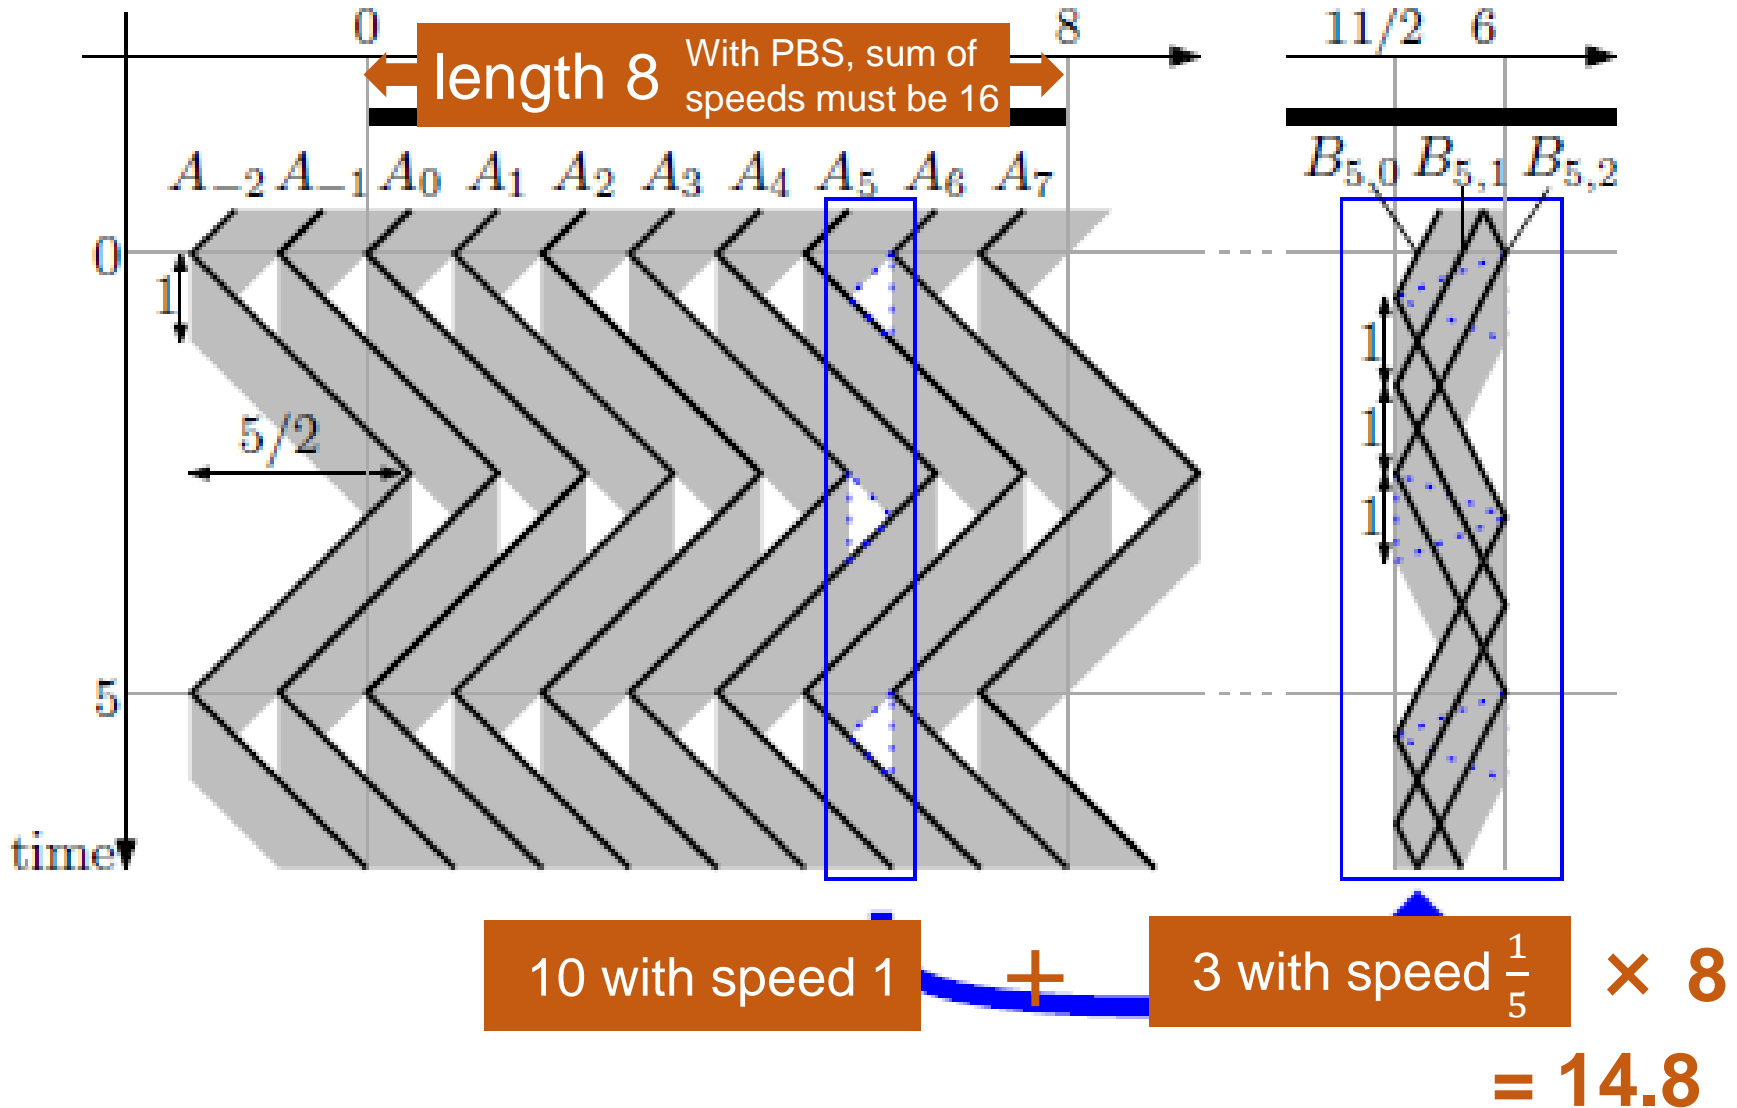 0
8
11/2
6
length 8
With PBS, sum of
speeds must be 16
A₋₂ A₋₁ A₀ A₁ A₂ A₃ A₄ A₅ A₆ A₇
B₅,₀ B₅,₁ B₅,₂
0
1
1
5/2
1
1
5
time
10 with speed 1
+
3 with speed 1/5
× 8
= 14.8